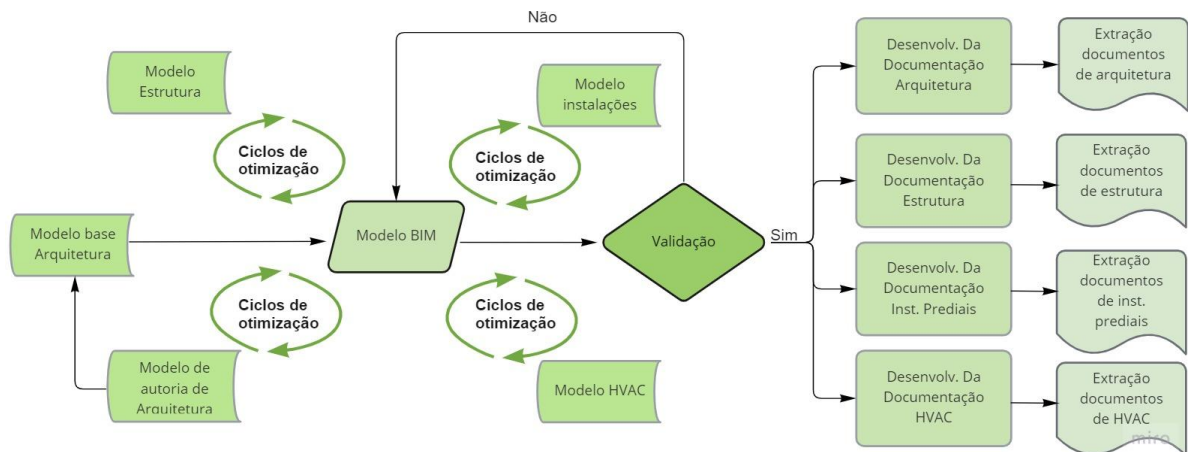 Não
Modelo
Estrutura
Modelo
instalações
Desenvolv. Da
Documentação
Arquitetura
Extração
documentos
de arquitetura
Ciclos de
otimização
Ciclos de
otimização
Desenvolv. Da
Documentação
Estrutura
Extração
documentos
de estrutura
Modelo base
Arquitetura
Modelo BIM
Validação
Sim
Desenvolv. Da
Documentação
Inst. Prediais
Extração
documentos
de inst.
prediais
Ciclos de
otimização
Ciclos de
otimização
Modelo de
autoria de
Arquitetura
Modelo HVAC
Desenvolv. Da
Documentação
HVAC
Extração
documentos
de HVAC
miro